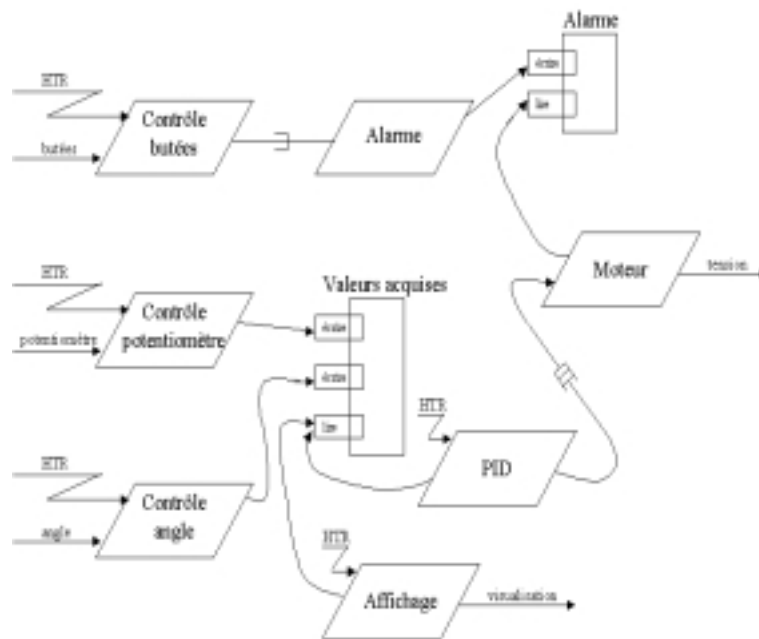 Alarme
HTR
écrire
Contrôle
butées
Alarme
lire
butées
HTR
Moteur
tension
Valeurs acquises
Contrôle
potentiomètre
écrire
potentiomètre
écrire
HTR
lire
HTR
PID
Contrôle
angle
angle
HTR
Affichage
visualisation